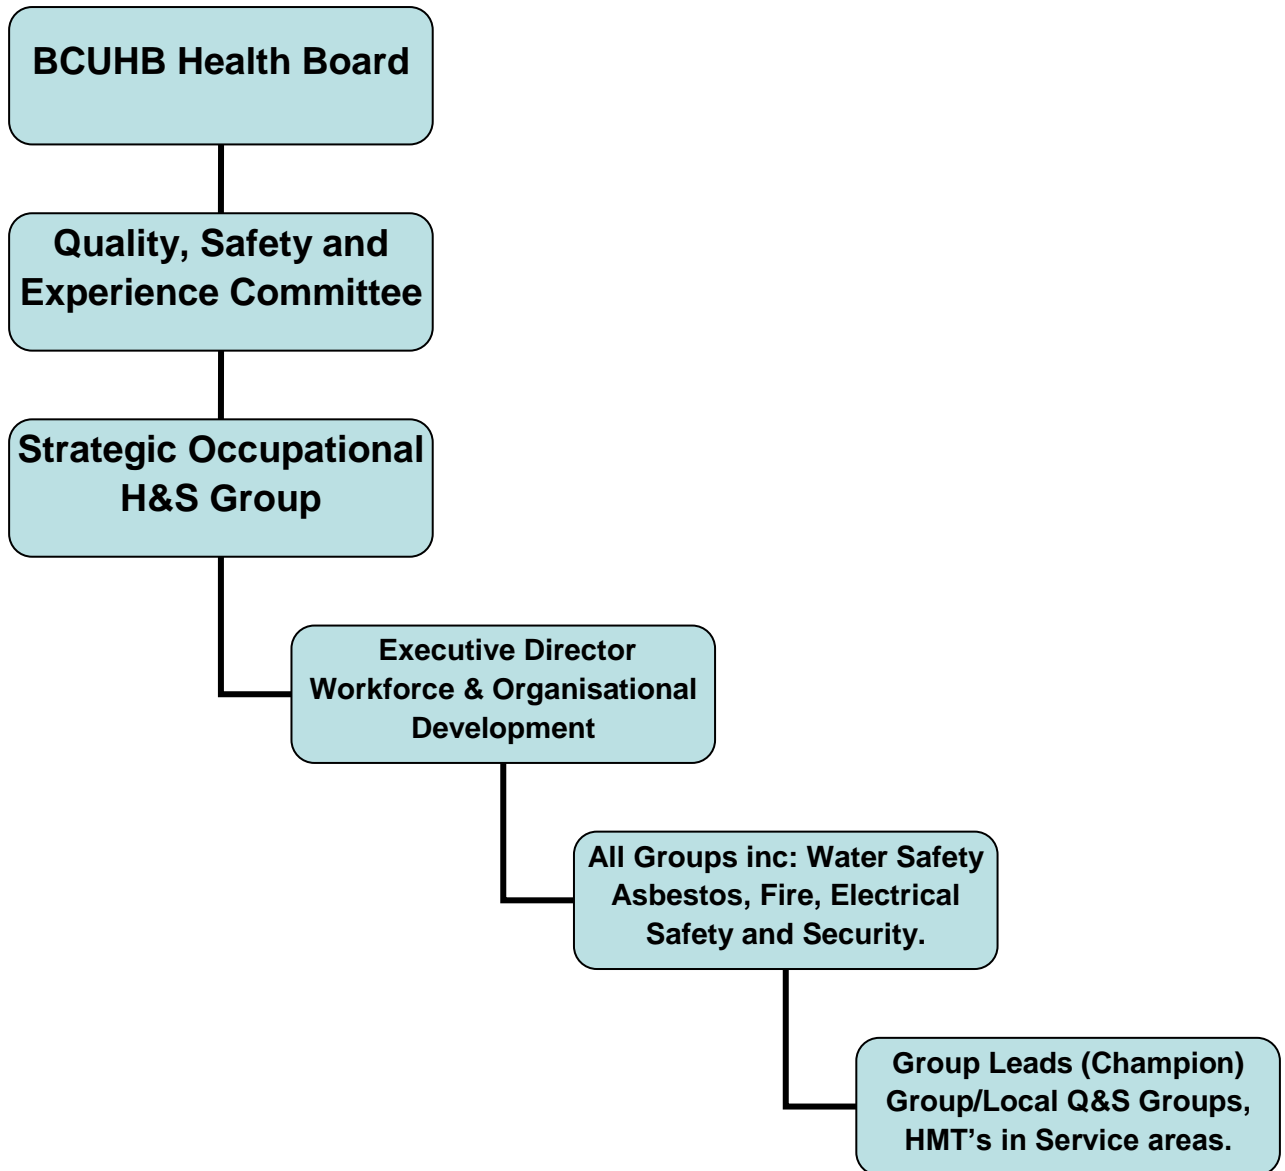 BCUHB Health Board
Quality, Safety and
Experience Committee
Strategic Occupational
H&S Group
Executive Director
Workforce & Organisational
Development
All Groups inc: Water Safety
Asbestos, Fire, Electrical
Safety and Security.
Group Leads (Champion)
Group/Local Q&S Groups,
HMT’s in Service areas.